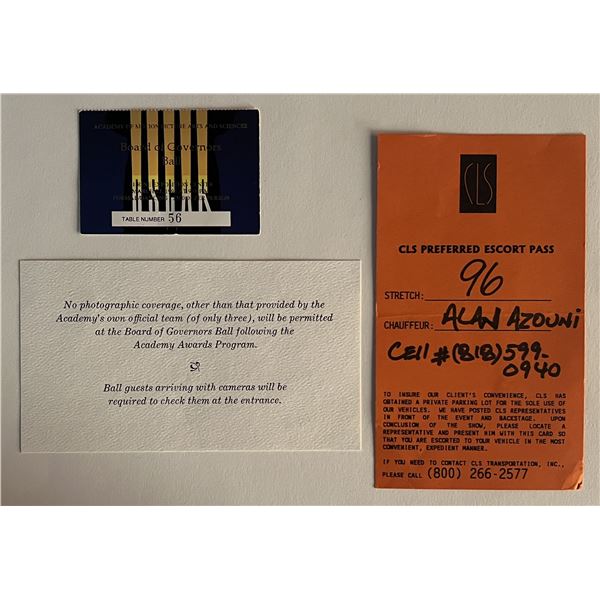 ACADEMY OF MOTION PICTURE ARTS AND SCIENCES
Board of Governors
Ball
TABLE NUMBER 56
No photographic coverage, other than that provided by the
Academy's own official team (of only three), will be permitted
at the Board of Governors Ball following the
Academy Awards Program.
Ball guests arriving with cameras will be
required to check them at the entrance.
CLS
CLS PREFERRED ESCORT PASS
STRETCH: 96
CHAUFFEUR: ALAN AZOUNI
CEll #(818)599-
0940
TO INSURE OUR CLIENT'S CONVENIENCE, CLS HAS
OBTAINED A PRIVATE PARKING LOT FOR THE SOLE USE OF
OUR VEHICLES. WE HAVE POSTED CLS REPRESENTATIVES
IN FRONT OF THE EVENT AND BACKSTAGE. UPON
CONCLUSION OF THE SHOW, PLEASE LOCATE A
REPRESENTATIVE AND PRESENT HIM WITH THIS CARD SO
THAT YOU ARE ESCORTED TO YOUR VEHICLE IN THE MOST
CONVENIENT, EXPEDIENT MANNER.
IF YOU NEED TO CONTACT CLS TRANSPORTATION, INC.,
PLEASE CALL (800) 266-2577